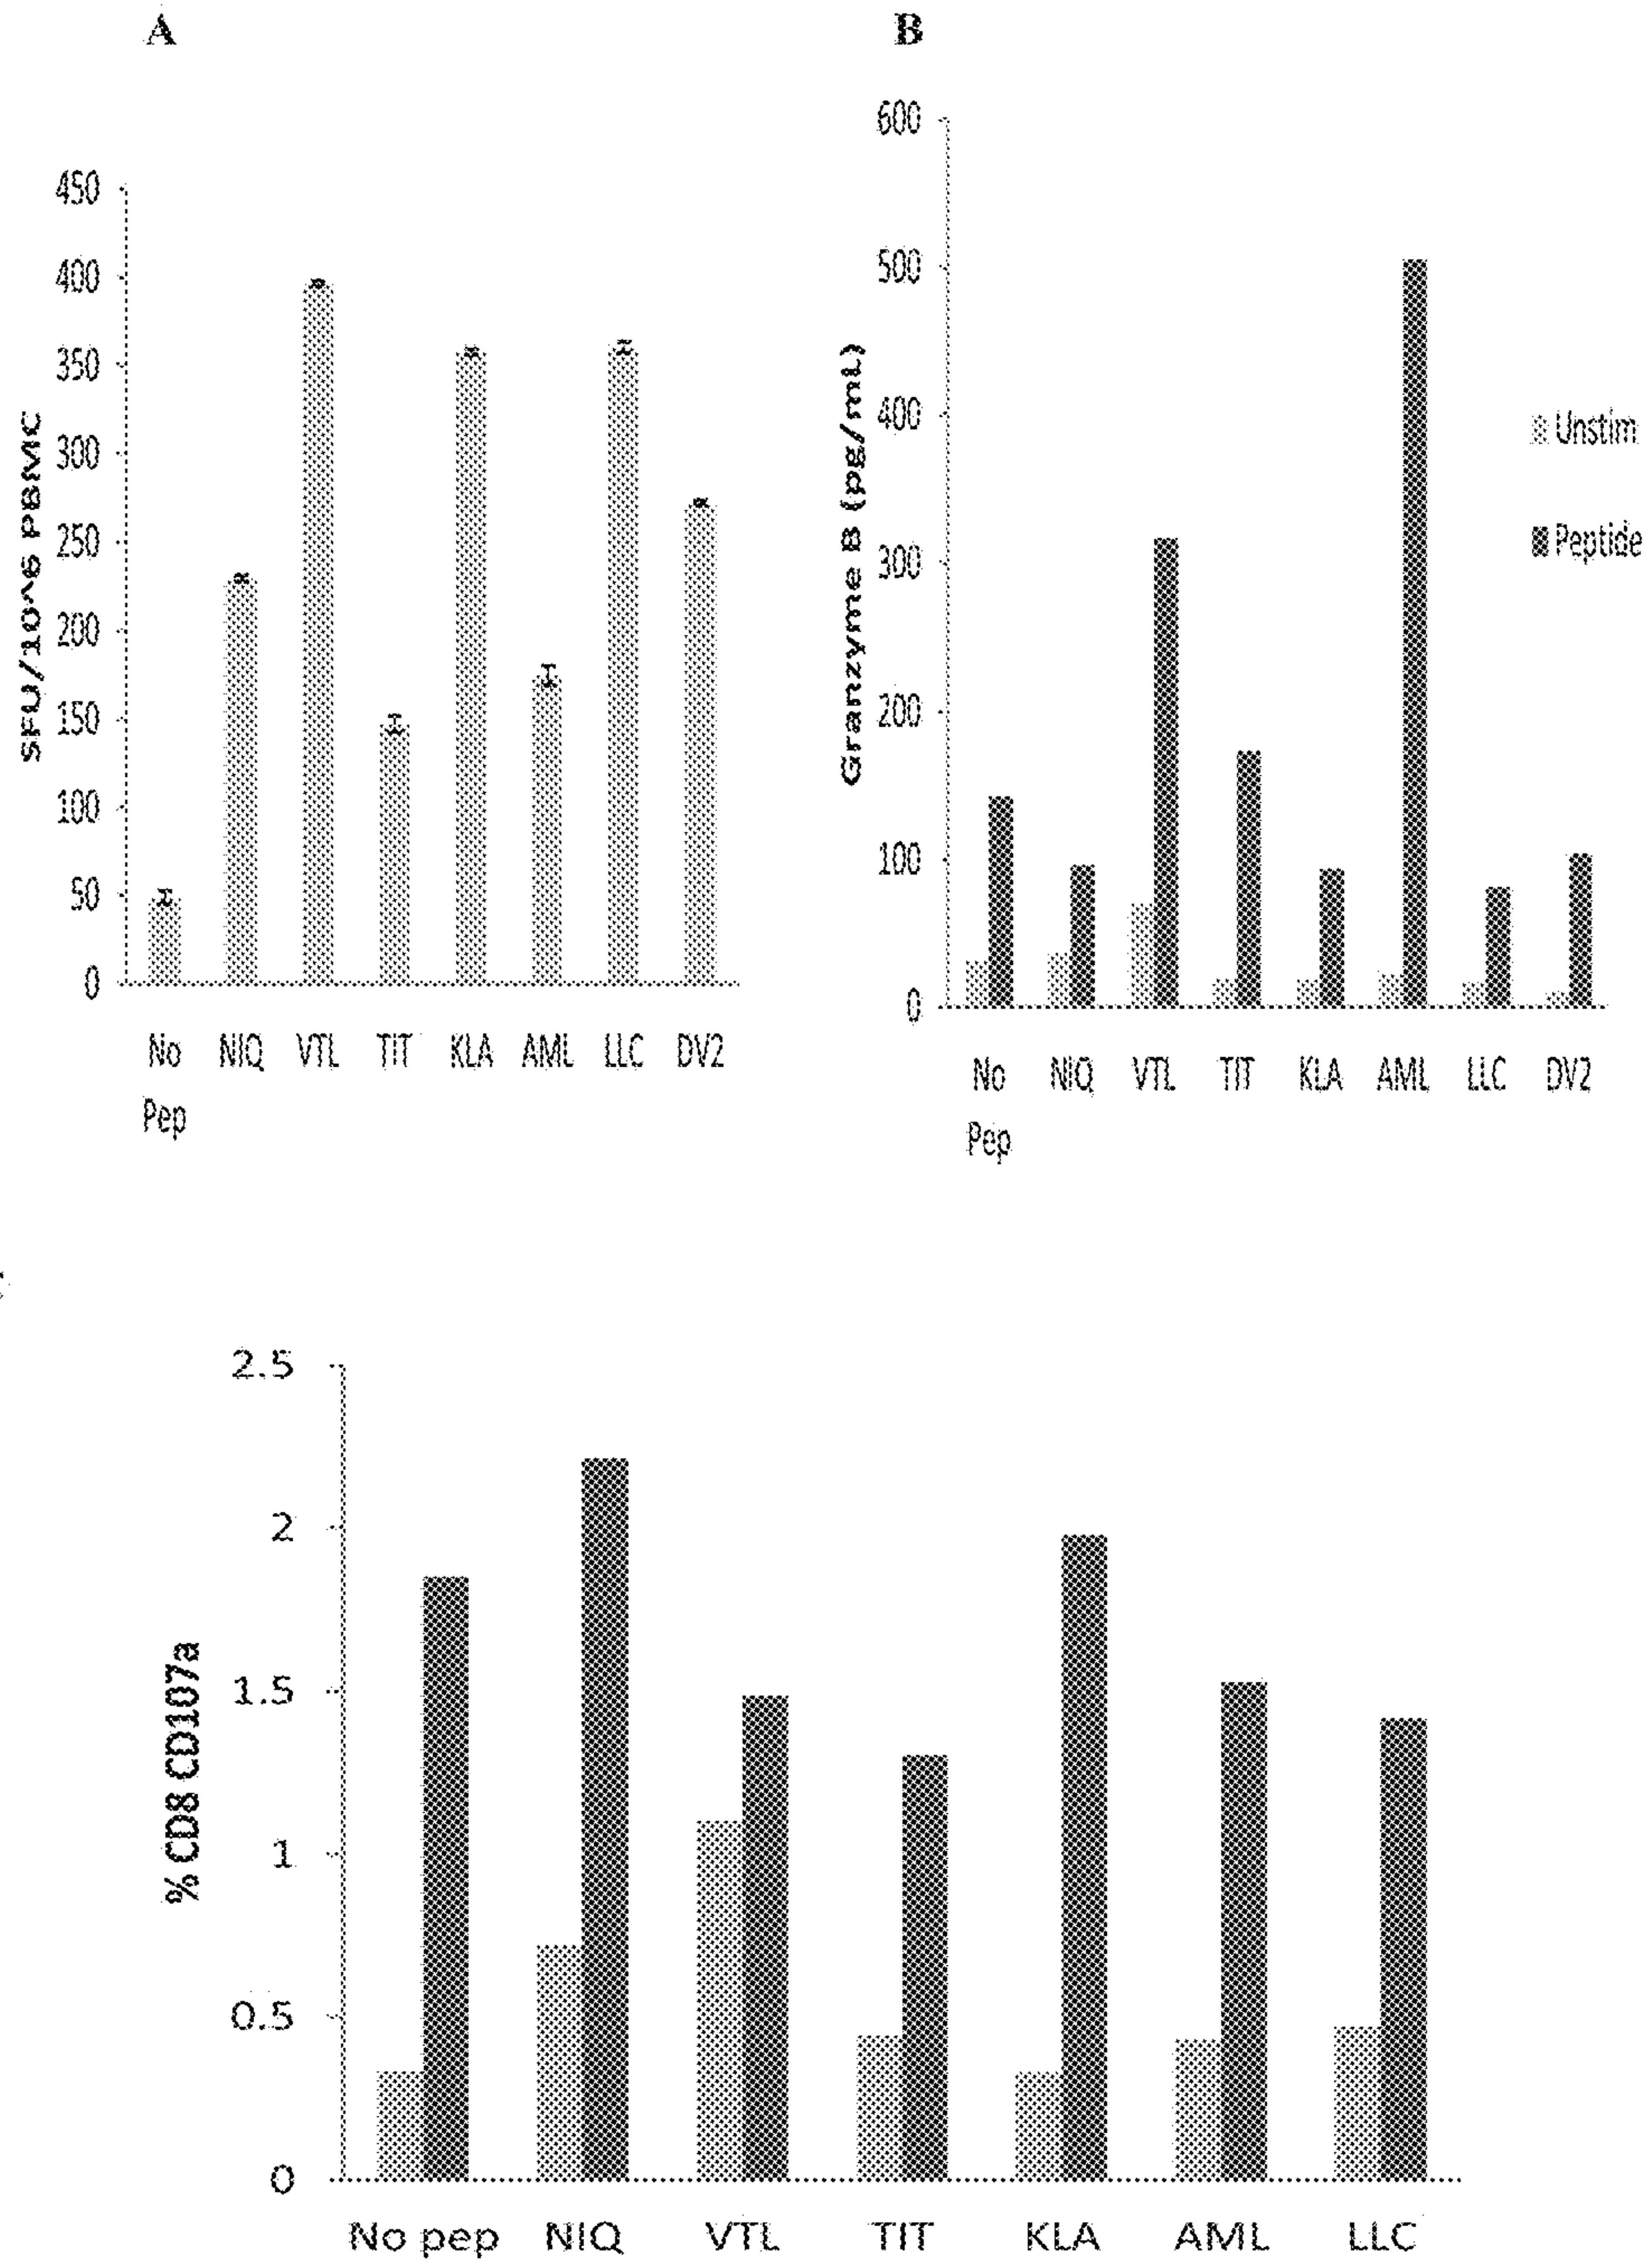 A
450
400
350
300
250
200
150
100
50
0
SFU/10^6 PBMC
No Pep NIQ VTL TIT KLA AML LLC DV2
B
600
500
400
300
200
100
0
Granzyme B (pg/mL)
Unstim
Peptide
No Pep NIQ VTL TIT KLA AML LLC DV2
2.5
2
1.5
1
0.5
0
% CD8 CD107a
No pep NIQ VTL TIT KLA AML LLC